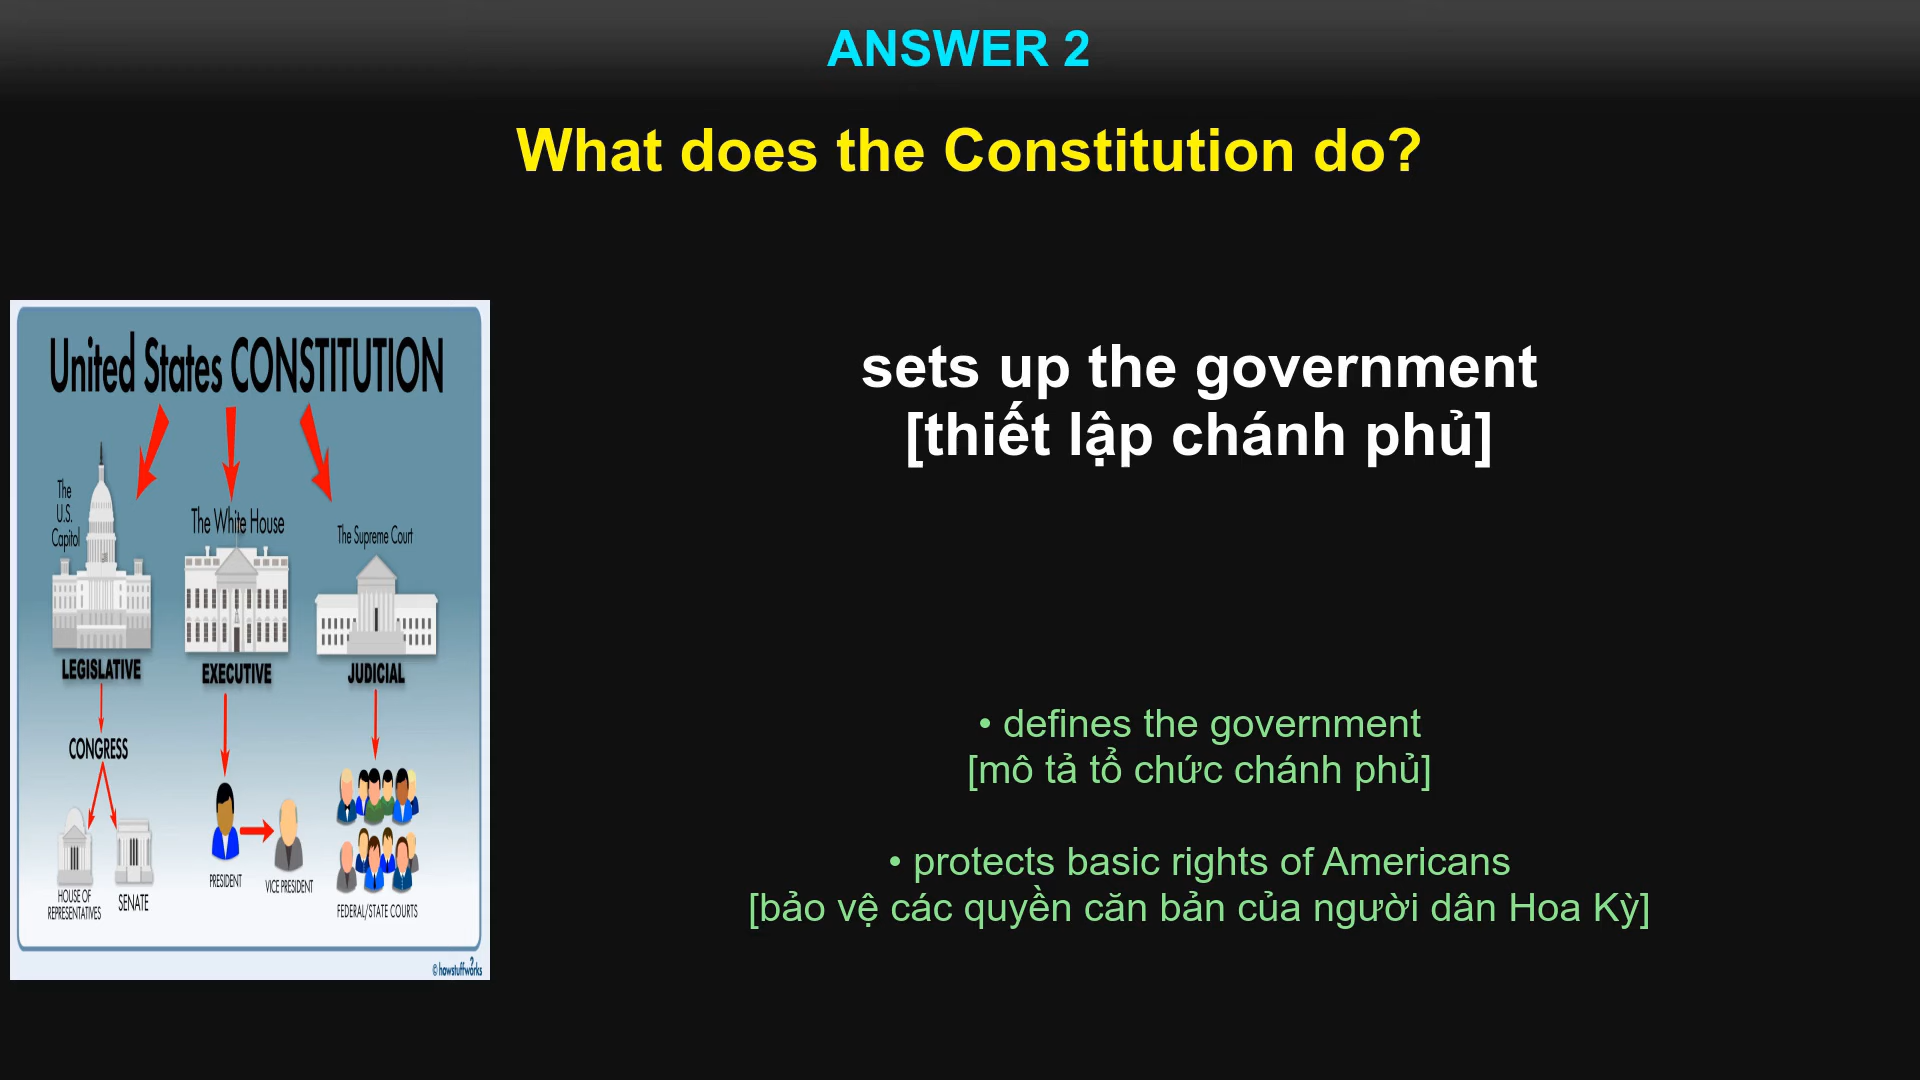 ANSWER 2
What does the Constitution do?
United States CONSTITUTION
The
U.S.
Capitol
The White House
The Supreme Court
LEGISLATIVE
EXECUTIVE
JUDICIAL
CONGRESS
HOUSE OF
REPRESENTATIVES
SENATE
PRESIDENT
VICE PRESIDENT
FEDERAL/STATE COURTS
© howstuffworks
sets up the government
[thiết lập chánh phủ]
• defines the government
[mô tả tổ chức chánh phủ]
• protects basic rights of Americans
[bảo vệ các quyền căn bản của người dân Hoa Kỳ]